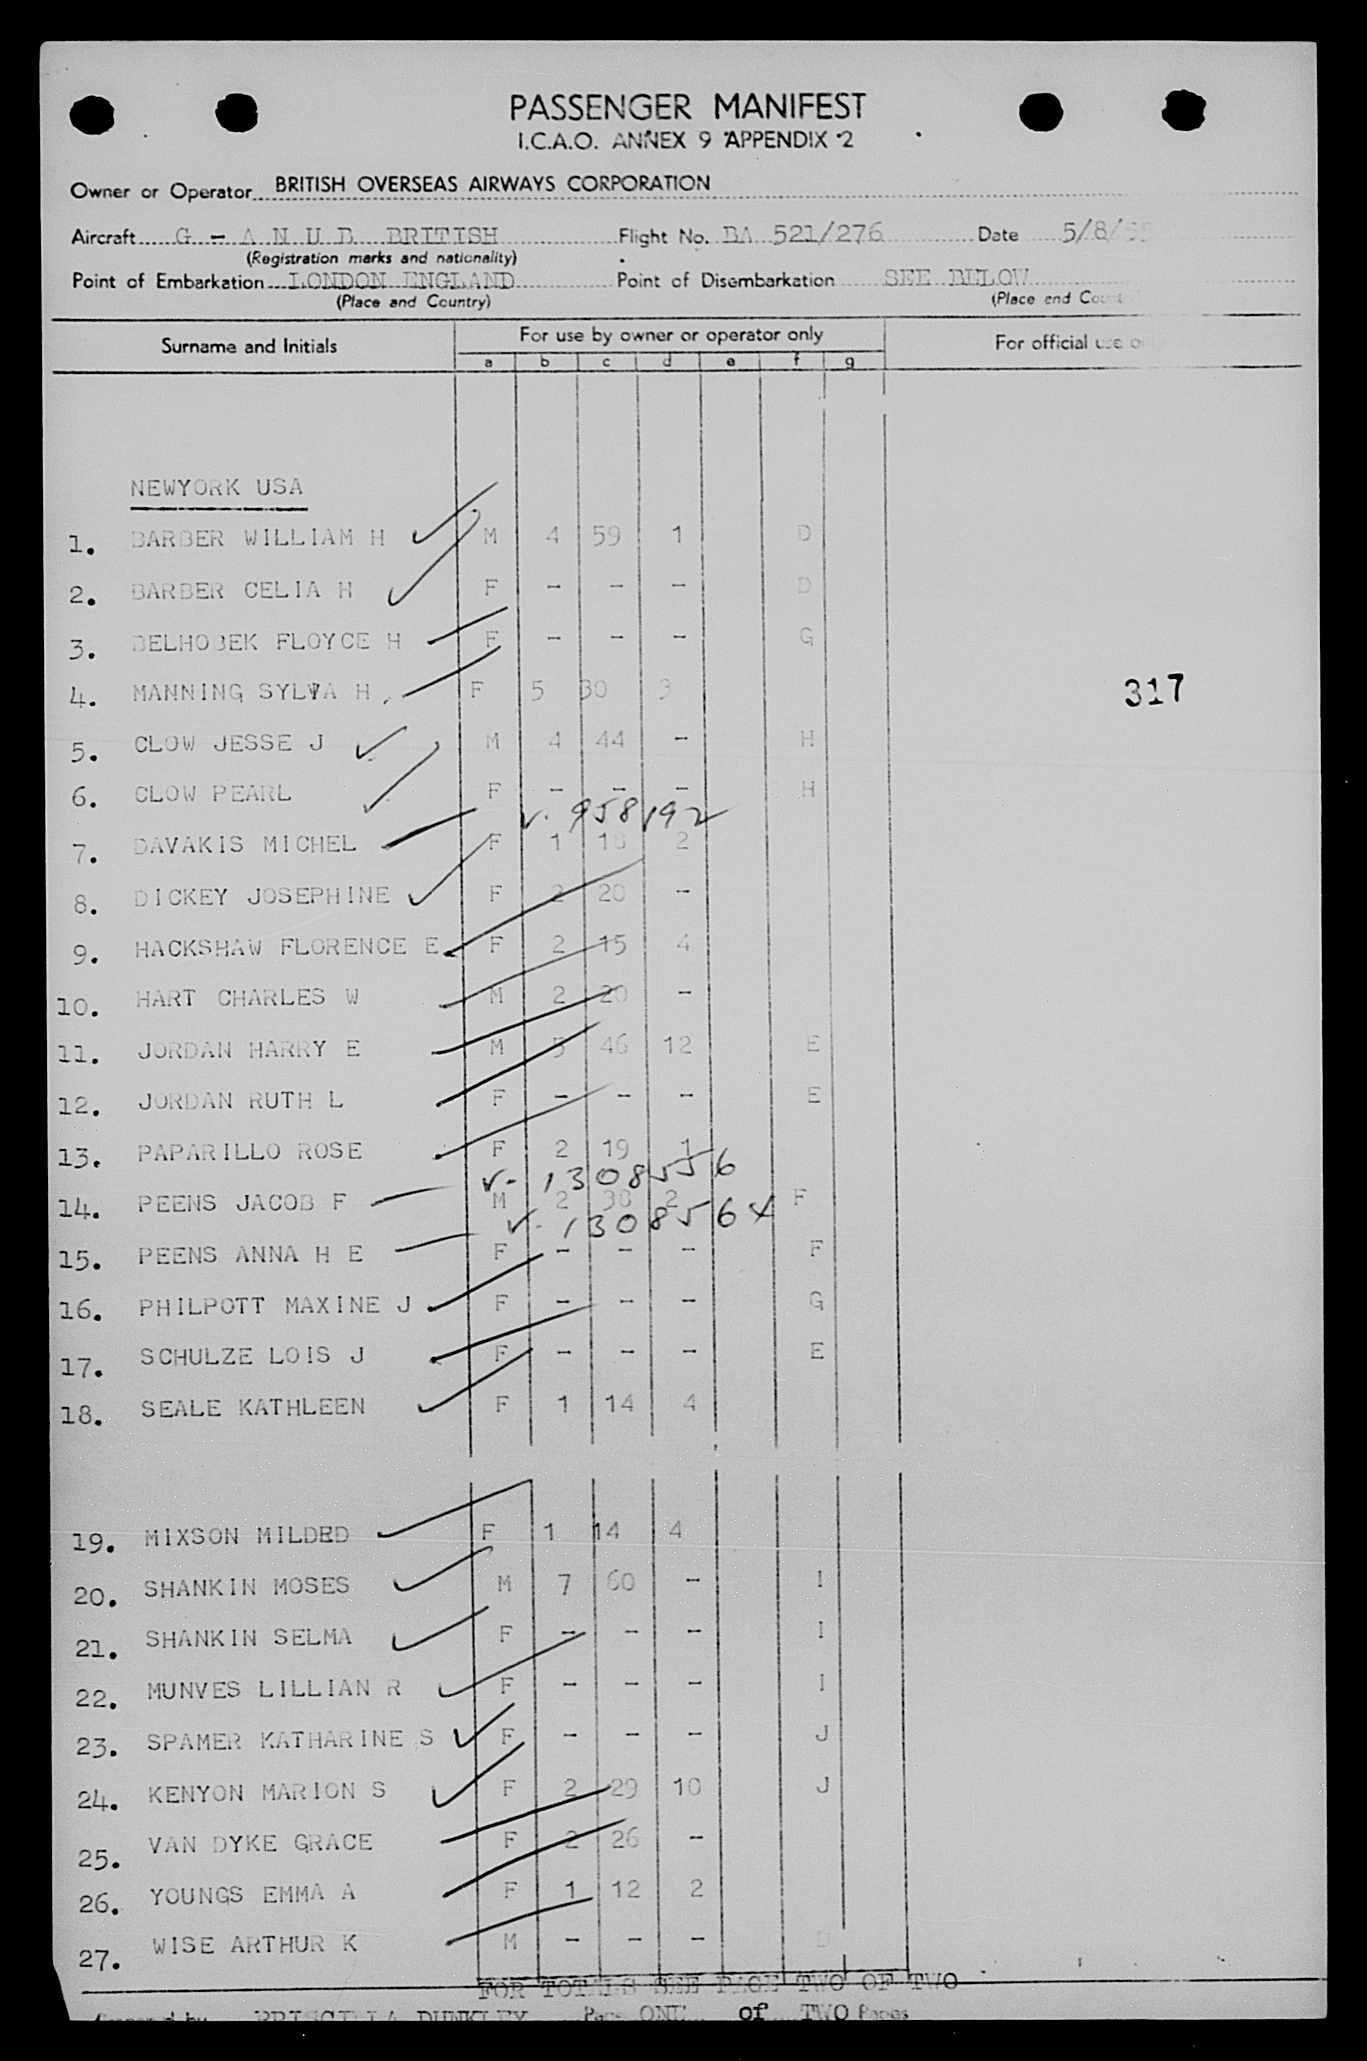 PASSENGER MANIFEST
I.C.A.O. ANNEX 9 APPENDIX 2
Owner or Operator BRITISH OVERSEAS AIRWAYS CORPORATION
Aircraft G - A N U B BRITISH Flight No. BA 521/276 Date 5/8/
(Registration marks and nationality)
Point of Embarkation LONDON ENGLAND Point of Disembarkation SEE BELOW
(Place and Country) (Place and
Surname and Initials For use by owner or operator only For official use
a b c d e f g
NEWYORK USA
1. BARBER WILLIAM H M 4 59 1 D
2. BARBER CELIA H F - - - D
3. BELHOBEK FLOYCE H F - - - G
4. MANNING SYLVA H F 5 30 3
317
5. CLOW JESSE J M 4 44 - H
6. CLOW PEARL F - - - H
v. 958192
7. DAVAKIS MICHEL F 1 18 2
8. DICKEY JOSEPHINE F 2 20 -
9. HACKSHAW FLORENCE E F 2 15 4
10. HART CHARLES W M 2 20 -
11. JORDAN HARRY E M 5 46 12 E
12. JORDAN RUTH L F - - - E
13. PAPARILLO ROSE F 2 19 1
v- 1308556
14. PEENS JACOB F M 2 38 2 F
v. 130856
15. PEENS ANNA H E F - - - F
16. PHILPOTT MAXINE J F - - - G
17. SCHULZE LOIS J F - - - E
18. SEALE KATHLEEN F 1 14 4
19. MIXSON MILDRD F 1 14 4
20. SHANKIN MOSES M 7 60 - I
21. SHANKIN SELMA F - - - I
22. MUNVES LILLIAN R F - - - I
23. SPAMER KATHARINE S F - - - J
24. KENYON MARION S F 2 29 10 J
25. VAN DYKE GRACE F 2 26 -
26. YOUNGS EMMA A F 1 12 2
27. WISE ARTHUR K M - - - D
FOR TOTALS SEE PAGE TWO OF TWO
by PRISCILLA DUNKLEY Page ONE of TWO Pages